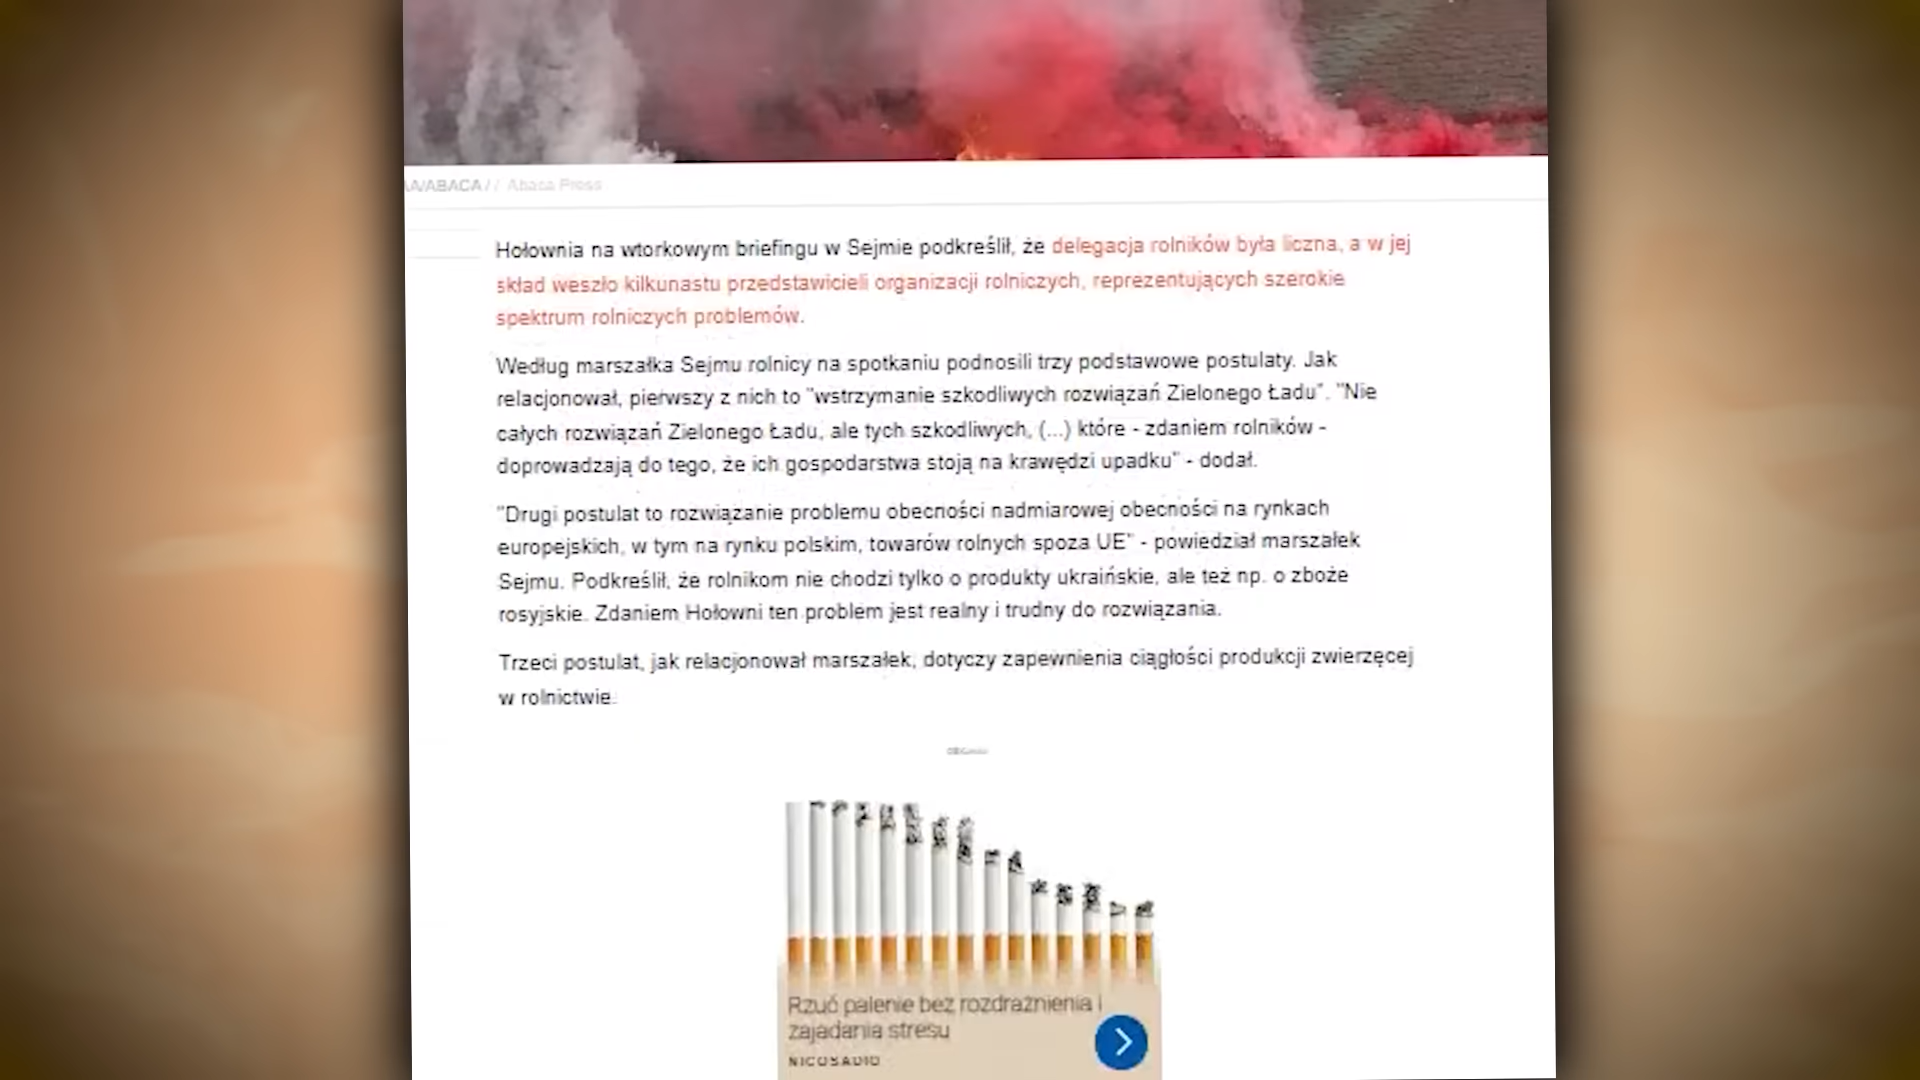 ABACA // Abaca Press
Hołownia na wtorkowym briefingu w Sejmie podkreślił, że delegacja rolników była liczna, a w jej
skład weszło kilkunastu przedstawicieli organizacji rolniczych, reprezentujących szerokie
spektrum rolniczych problemów.
Według marszałka Sejmu rolnicy na spotkaniu podnosili trzy podstawowe postulaty. Jak
relacjonował, pierwszy z nich to "wstrzymanie szkodliwych rozwiązań Zielonego Ładu". "Nie
całych rozwiązań Zielonego Ładu, ale tych szkodliwych, (...) które - zdaniem rolników -
doprowadzają do tego, że ich gospodarstwa stoją na krawędzi upadku" - dodał.
"Drugi postulat to rozwiązanie problemu obecności nadmiarowej obecności na rynkach
europejskich, w tym na rynku polskim, towarów rolnych spoza UE" - powiedział marszałek
Sejmu. Podkreślił, że rolnikom nie chodzi tylko o produkty ukraińskie, ale też np. o zboże
rosyjskie. Zdaniem Hołowni ten problem jest realny i trudny do rozwiązania.
Trzeci postulat, jak relacjonował marszałek, dotyczy zapewnienia ciągłości produkcji zwierzęcej
w rolnictwie.
Rzuć palenie bez rozdrażnienia i
zajadania stresu
NICOSADIO